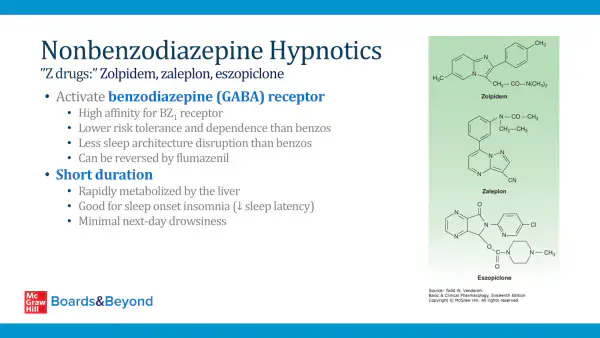 Nonbenzodiazepine Hypnotics
”Z drugs:” Zolpidem, zaleplon, eszopiclone
• Activate benzodiazepine (GABA) receptor
• High affinity for BZ₁ receptor
• Lower risk tolerance and dependence than benzos
• Less sleep architecture disruption than benzos
• Can be reversed by flumazenil
• Short duration
• Rapidly metabolized by the liver
• Good for sleep onset insomnia (↓ sleep latency)
• Minimal next-day drowsiness
CH₃
N
N
H₃C
CH₂ — CO — N(CH₃)₂
Zolpidem
N — CO — CH₃
CH₂ — CH₃
N
N
N
CN
Zaleplon
O
N
N
N
N
Cl
O
C
O
N
N — CH₃
Eszopiclone
Source: Todd W. Vanderah
Basic & Clinical Pharmacology, Sixteenth Edition
Copyright © McGraw Hill. All rights reserved
Mc
Graw
Hill
Boards&Beyond